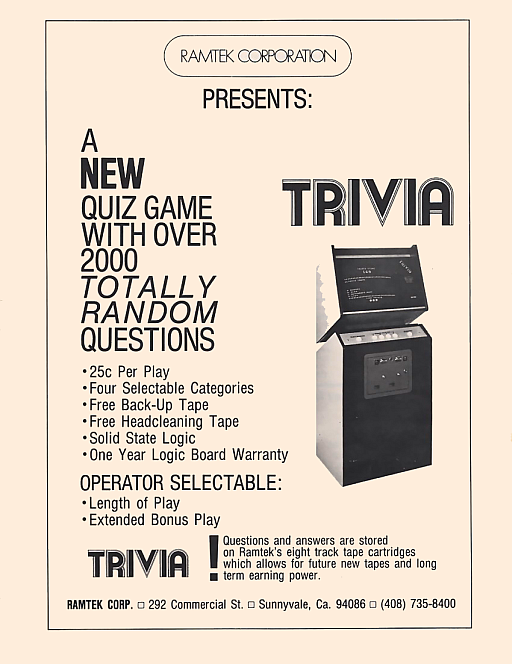 RAMTEK CORPORATION
PRESENTS:
A
NEW
QUIZ GAME
WITH OVER
2000
TOTALLY
RANDOM
QUESTIONS
TRIVIA
•25c Per Play
•Four Selectable Categories
•Free Back-Up Tape
•Free Headcleaning Tape
•Solid State Logic
•One Year Logic Board Warranty
OPERATOR SELECTABLE:
•Length of Play
•Extended Bonus Play
TRIVIA!
Questions and answers are stored
on Ramtek's eight track tape cartridges
which allows for future new tapes and long
term earning power.
RAMTEK CORP. □ 292 Commercial St. □ Sunnyvale, Ca. 94086 □ (408) 735-8400